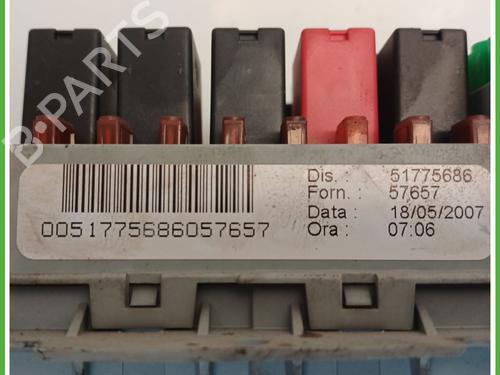 B-PARTS
Dis. : 51775686
Forn. : 57657
Data : 18/05/2007
Ora : 07:06
0051775686057657